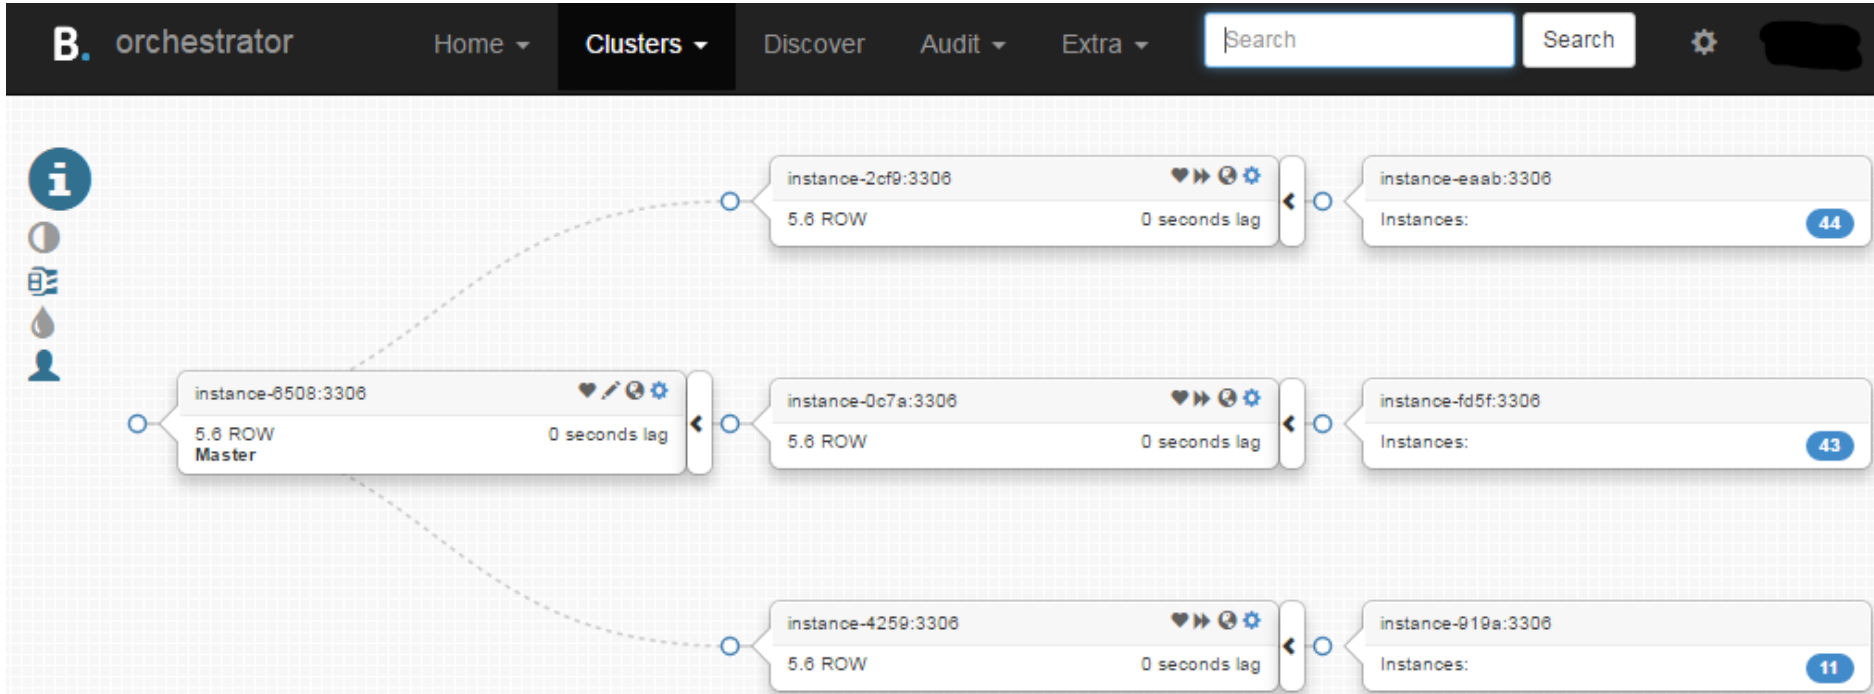 B. orchestrator Home Clusters Discover Audit Extra Search Search
instance-2cf9:3306
5.6 ROW 0 seconds lag
instance-eaab:3306
Instances: 44
instance-6508:3306
5.6 ROW 0 seconds lag
Master
instance-0c7a:3306
5.6 ROW 0 seconds lag
instance-fd5f:3306
Instances: 43
instance-4259:3306
5.6 ROW 0 seconds lag
instance-919a:3306
Instances: 11